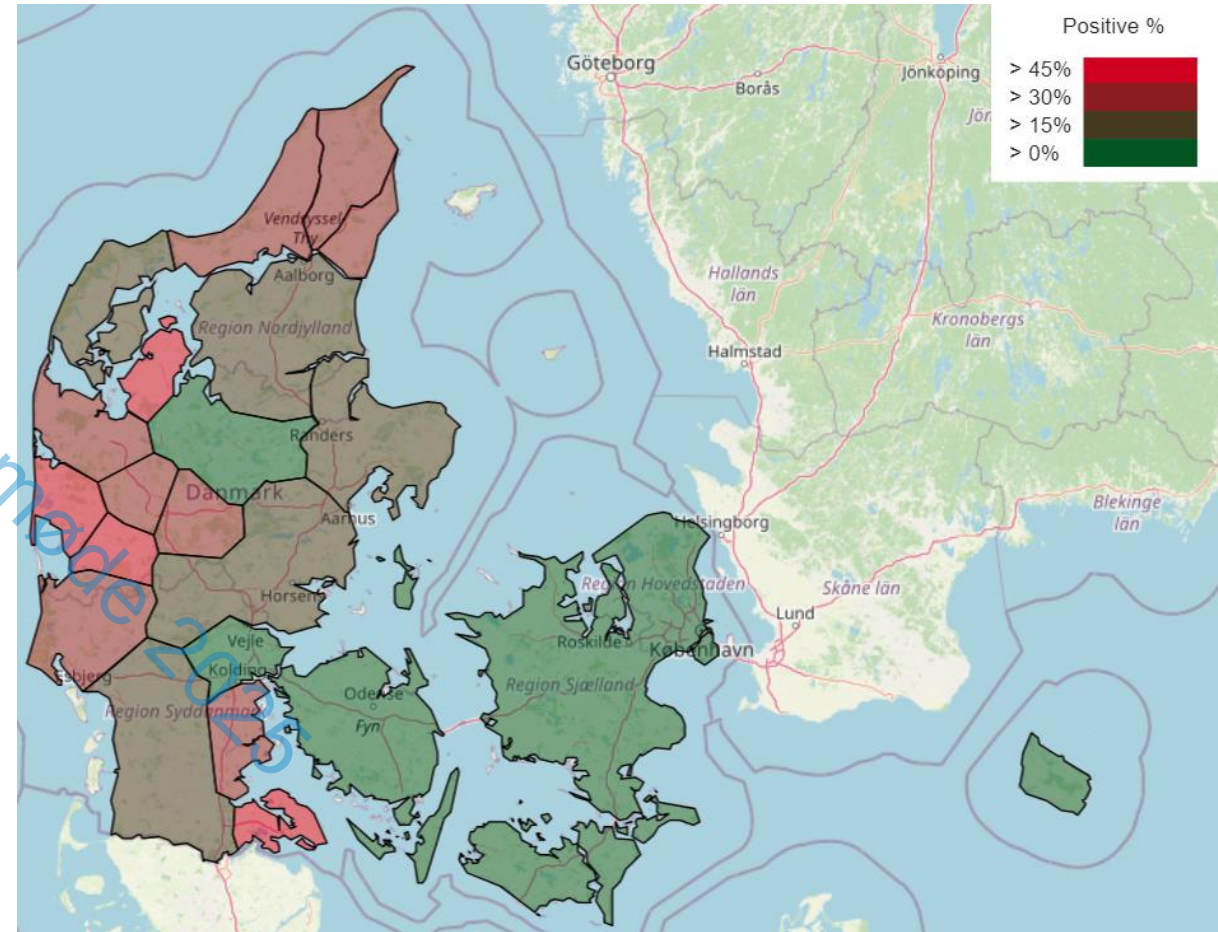 Positive %
> 45%
> 30%
> 15%
> 0%
Göteborg
Borås
Jönköping
Jön
Vendsyssel
Thy
Aalborg
Region Nordjylland
Hallands
län
Kronobergs
län
Halmstad
Randers
Danmark
Aarhus
Helsingborg
Blekinge
län
Region Hovedstaden
Skåne län
Horsens
Lund
Vejle
Roskilde
København
Kolding
Esbjerg
Odense
Region Sjælland
Region Syddanmark
Fyn
møde 2025